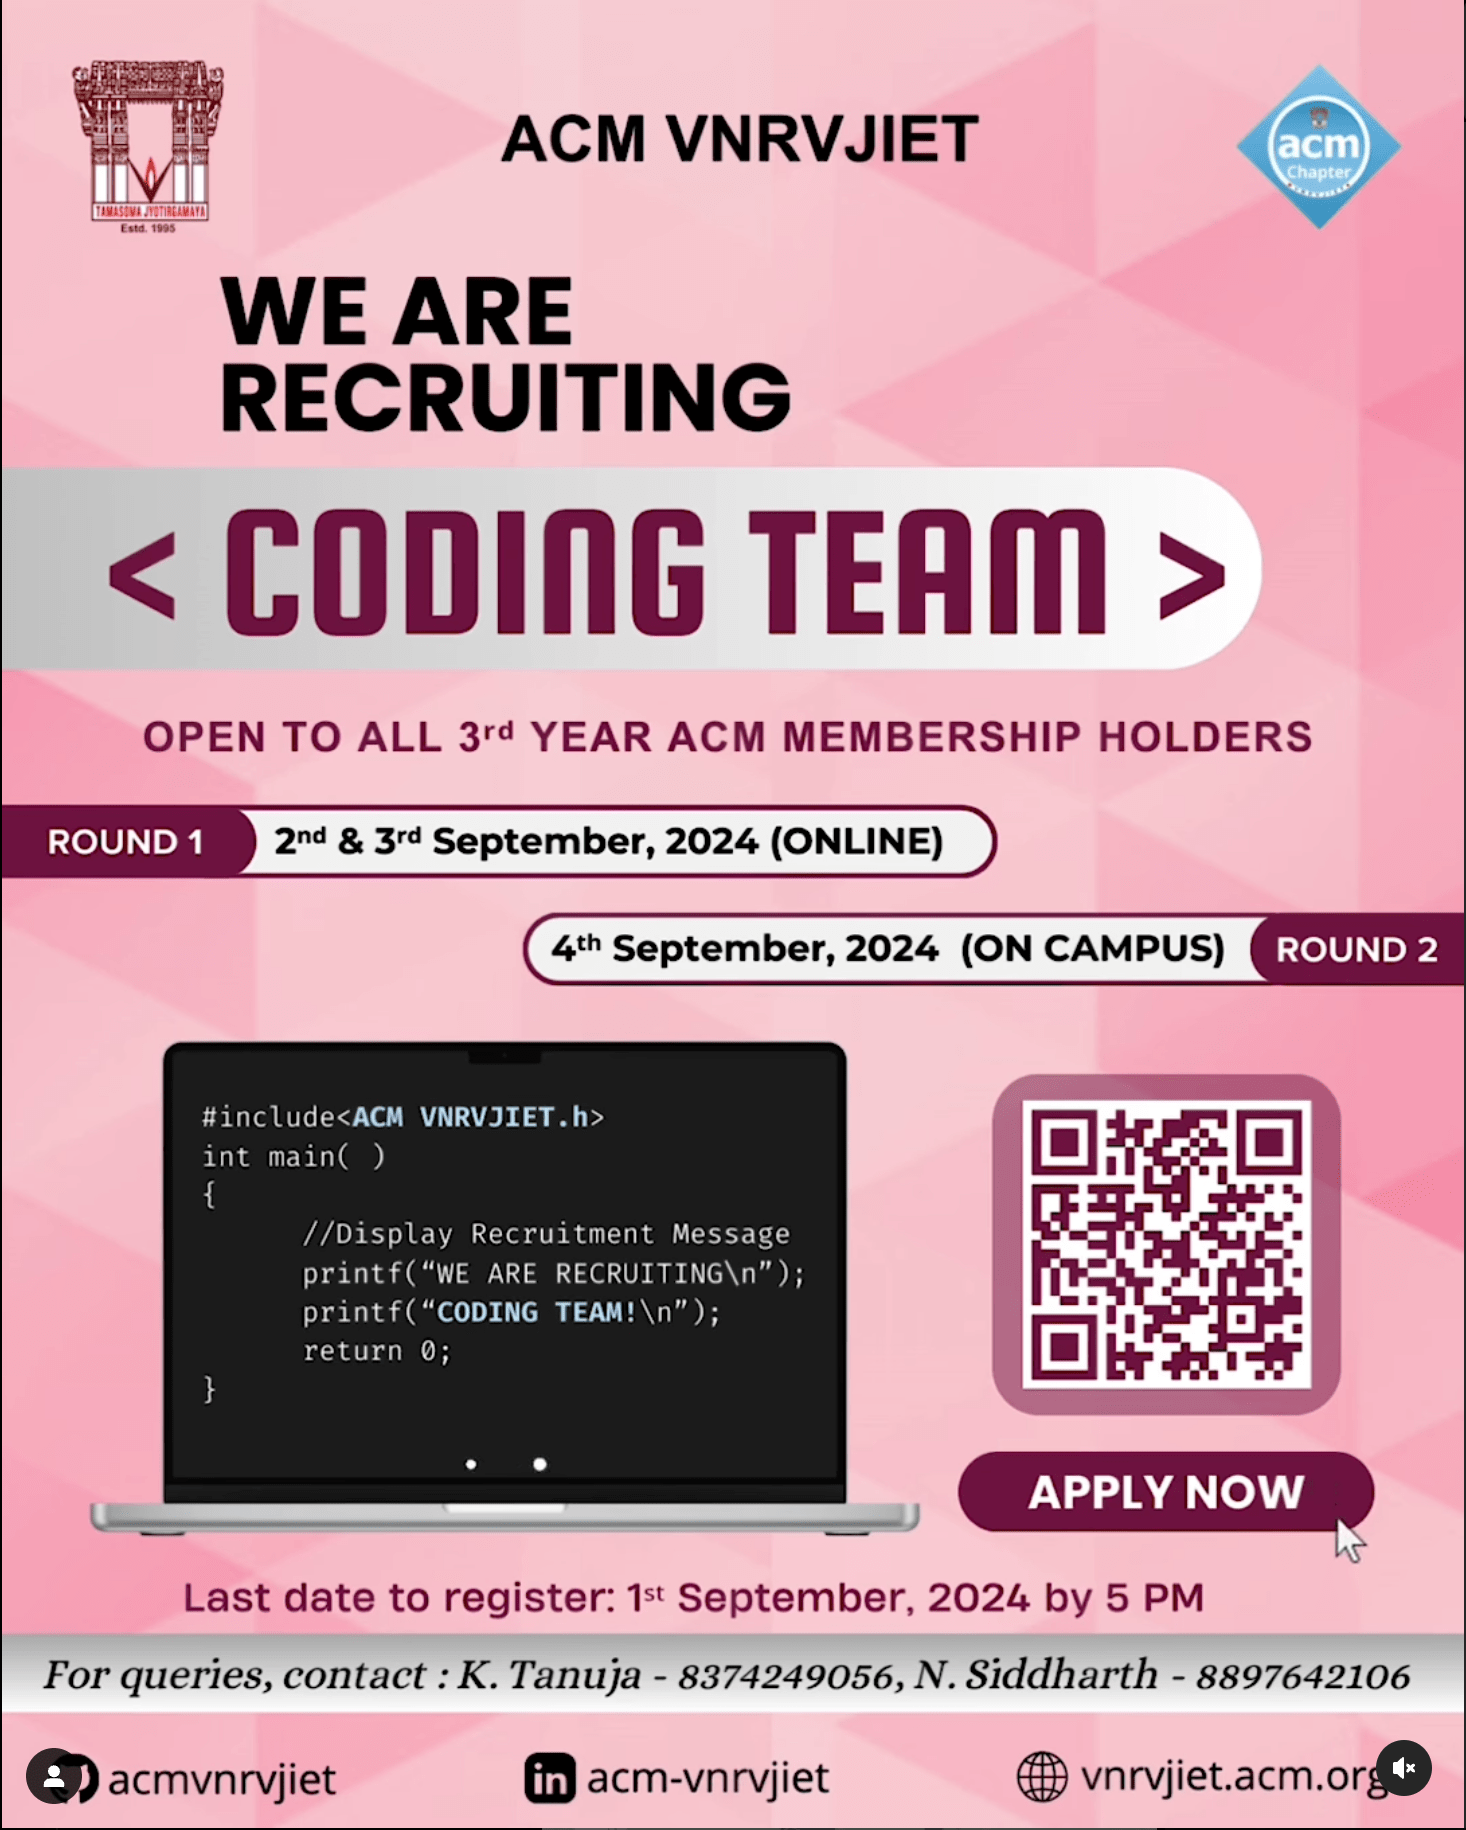 TAMASOMA JYOTIRGAMAYA
Estd. 1995
ACM VNRVJIET
acm
Chapter
VNRVJIET
WE ARE
RECRUITING
< CODING TEAM >
OPEN TO ALL 3rd YEAR ACM MEMBERSHIP HOLDERS
ROUND 1 2nd & 3rd September, 2024 (ONLINE)
4th September, 2024 (ON CAMPUS) ROUND 2
#include<ACM VNRVJIET.h>
int main( )
{
//Display Recruitment Message
printf(“WE ARE RECRUITING\n”);
printf(“CODING TEAM!\n”);
return 0;
}
APPLY NOW
Last date to register: 1st September, 2024 by 5 PM
For queries, contact : K. Tanuja - 8374249056, N. Siddharth - 8897642106
acmvnrvjiet in acm-vnrvjiet vnrvjiet.acm.org